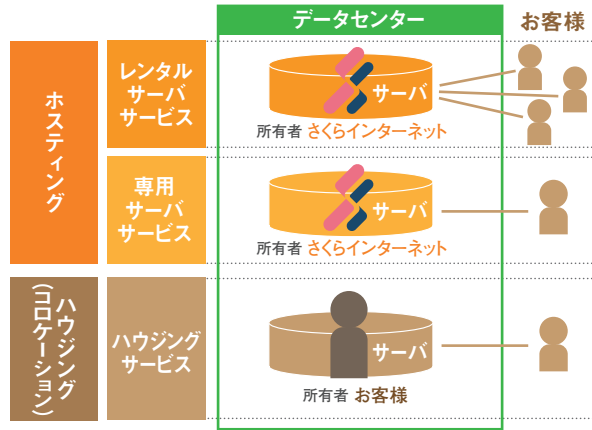 データセンター
お客様
ホスティング
レンタル
サーバ
サービス
サーバ
所有者 さくらインターネット
専用
サーバ
サービス
サーバ
所有者 さくらインターネット
ハウジング
(コロケーション)
ハウジング
サービス
サーバ
所有者 お客様